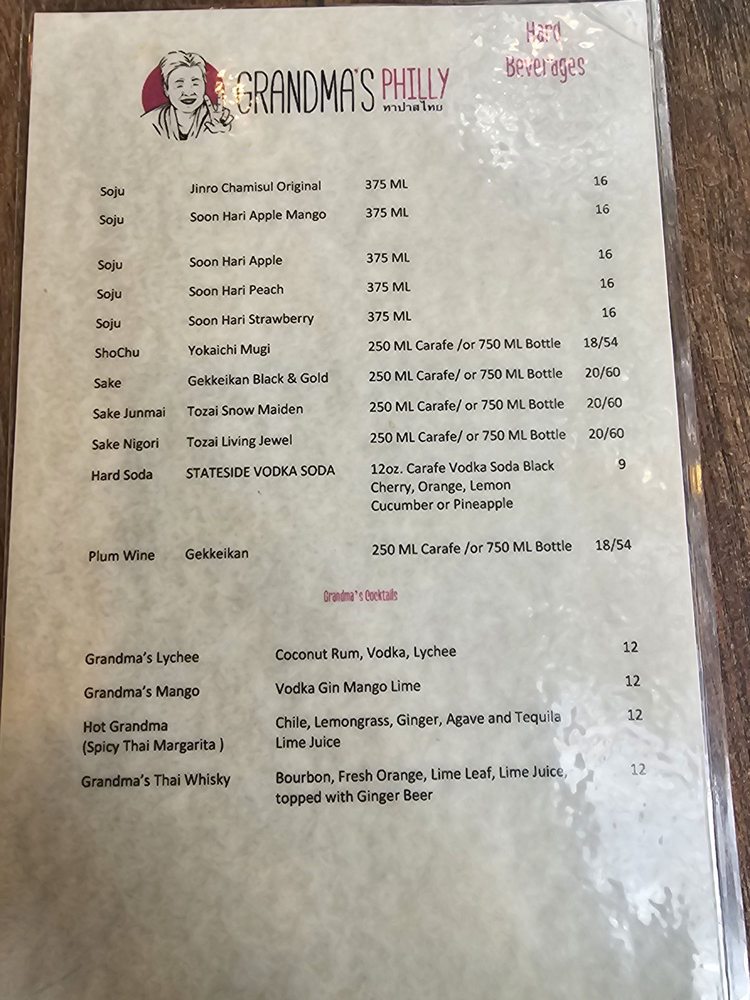 Hard
Beverages
GRANDMA'S PHILLY
ทาปาสไทย
Soju Jinro Chamisul Original 375 ML 16
Soju Soon Hari Apple Mango 375 ML 16
Soju Soon Hari Apple 375 ML 16
Soju Soon Hari Peach 375 ML 16
Soju Soon Hari Strawberry 375 ML 16
ShoChu Yokaichi Mugi 250 ML Carafe /or 750 ML Bottle 18/54
Sake Gekkeikan Black & Gold 250 ML Carafe/ or 750 ML Bottle 20/60
Sake Junmai Tozai Snow Maiden 250 ML Carafe/ or 750 ML Bottle 20/60
Sake Nigori Tozai Living Jewel 250 ML Carafe/ or 750 ML Bottle 20/60
Hard Soda STATESIDE VODKA SODA 12oz. Carafe Vodka Soda Black 9
Cherry, Orange, Lemon
Cucumber or Pineapple
Plum Wine Gekkeikan 250 ML Carafe /or 750 ML Bottle 18/54
Grandma's Cocktails
Grandma's Lychee Coconut Rum, Vodka, Lychee 12
Grandma's Mango Vodka Gin Mango Lime 12
Hot Grandma Chile, Lemongrass, Ginger, Agave and Tequila 12
(Spicy Thai Margarita ) Lime Juice
Grandma's Thai Whisky Bourbon, Fresh Orange, Lime Leaf, Lime Juice, 12
topped with Ginger Beer